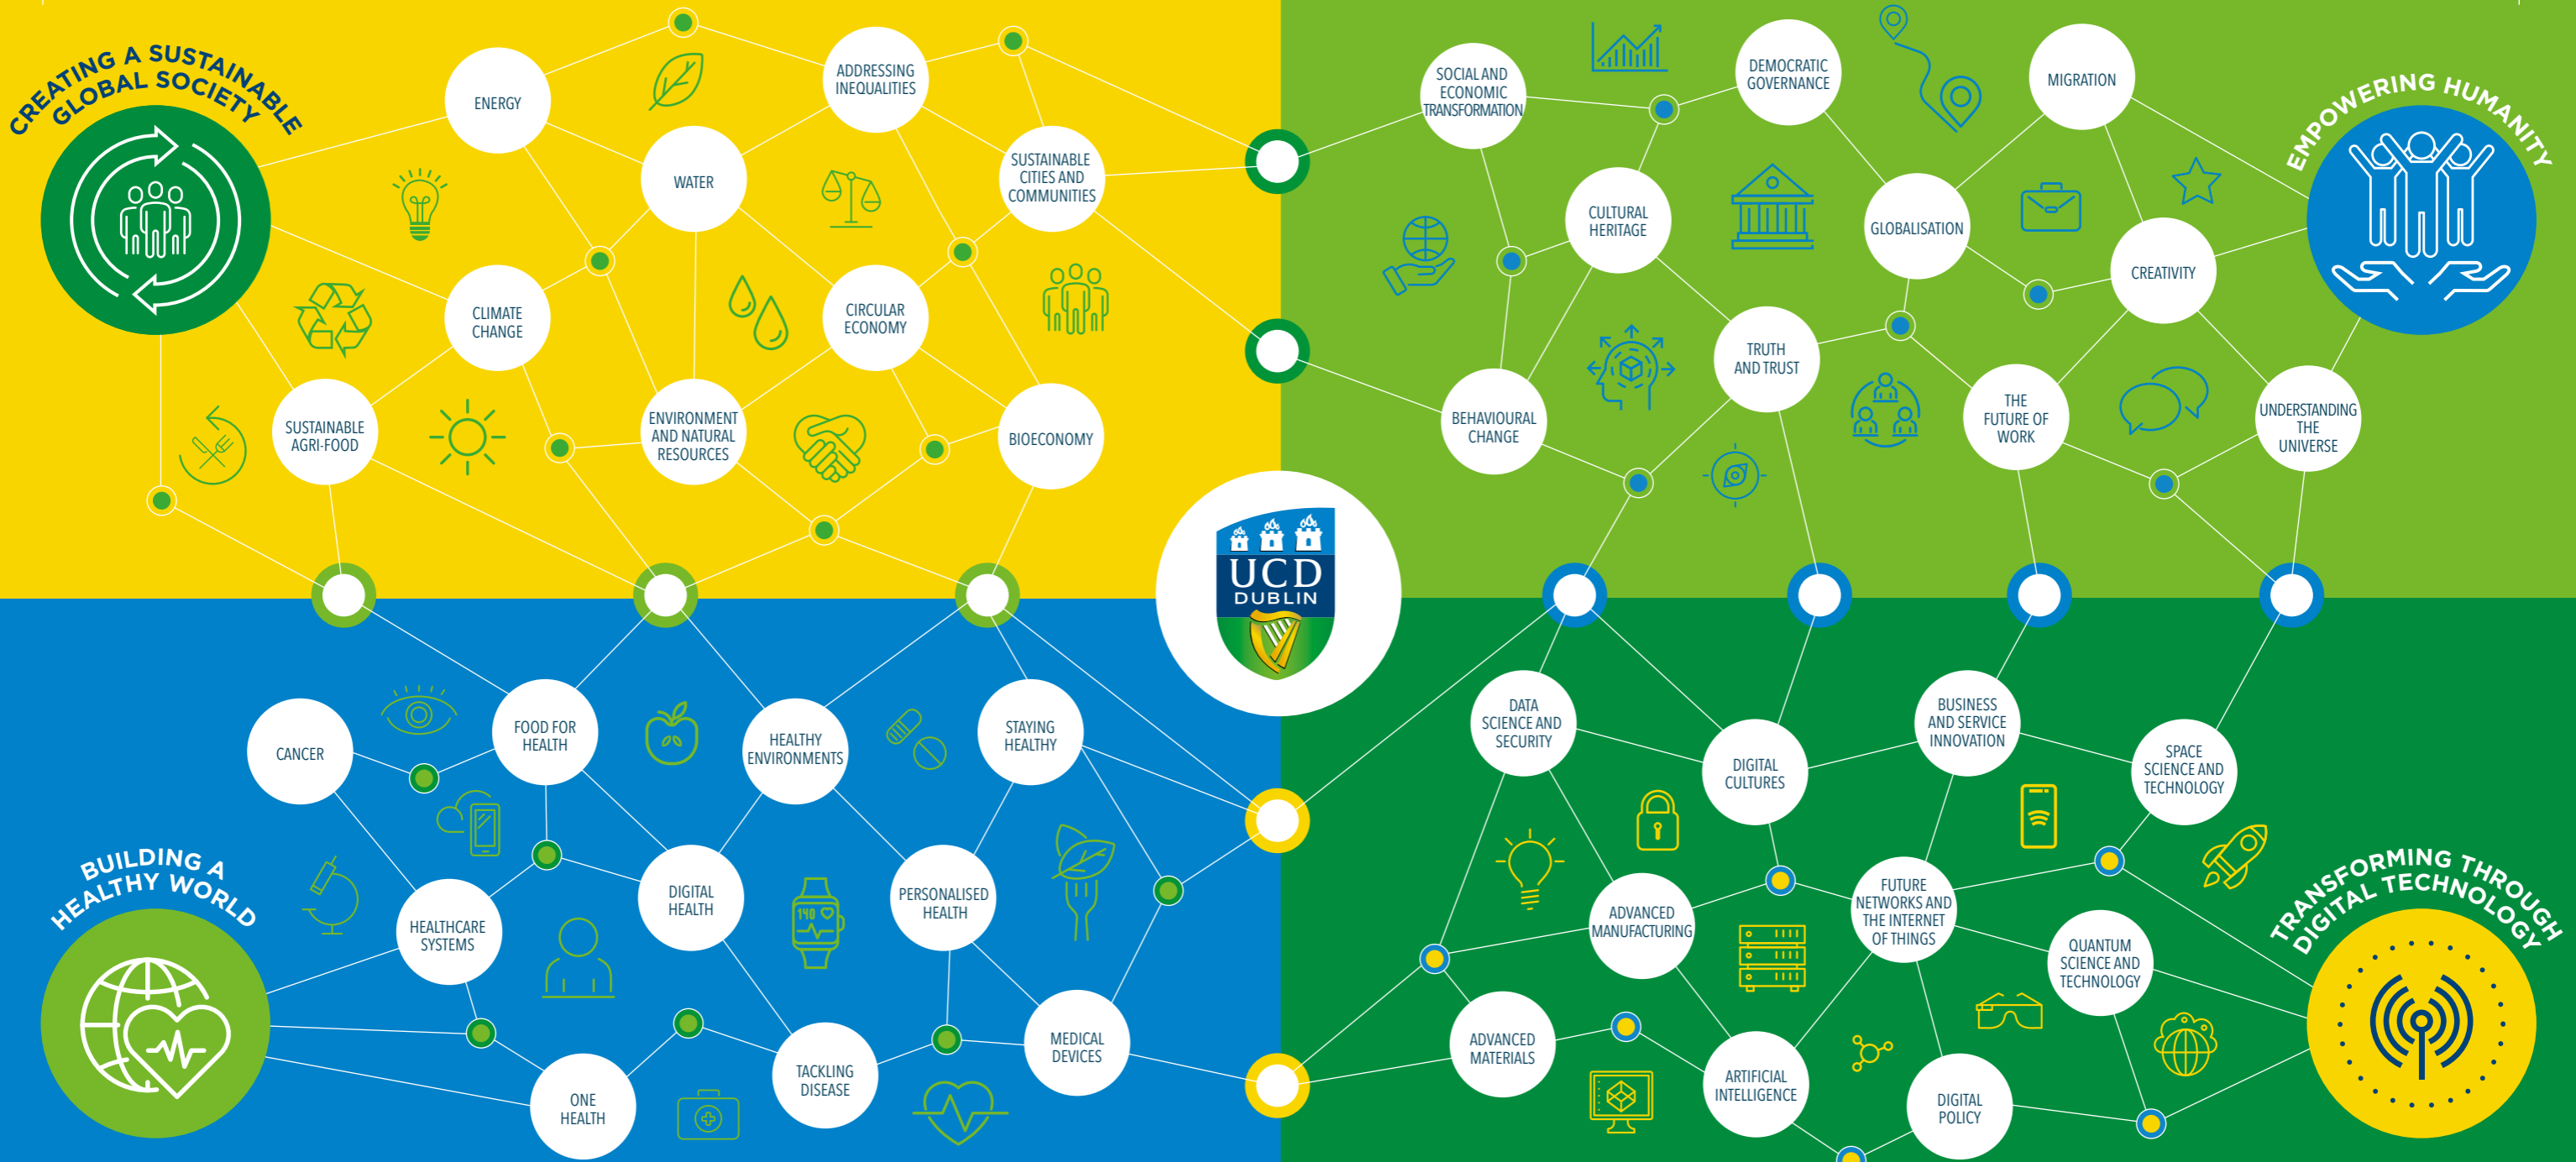 CREATING A SUSTAINABLE
GLOBAL SOCIETY
ENERGY
ADDRESSING
INEQUALITIES
WATER
SUSTAINABLE
CITIES AND
COMMUNITIES
CLIMATE
CHANGE
CIRCULAR
ECONOMY
SUSTAINABLE
AGRI-FOOD
ENVIRONMENT
AND NATURAL
RESOURCES
BIOECONOMY
SOCIAL AND
ECONOMIC
TRANSFORMATION
DEMOCRATIC
GOVERNANCE
MIGRATION
EMPOWERING HUMANITY
CULTURAL
HERITAGE
GLOBALISATION
CREATIVITY
TRUTH
AND TRUST
BEHAVIOURAL
CHANGE
THE
FUTURE OF
WORK
UNDERSTANDING
THE
UNIVERSE
UCD
DUBLIN
CANCER
FOOD FOR
HEALTH
HEALTHY
ENVIRONMENTS
STAYING
HEALTHY
BUILDING A
HEALTHY WORLD
HEALTHCARE
SYSTEMS
DIGITAL
HEALTH
140
PERSONALISED
HEALTH
ONE
HEALTH
TACKLING
DISEASE
MEDICAL
DEVICES
DATA
SCIENCE AND
SECURITY
DIGITAL
CULTURES
BUSINESS
AND SERVICE
INNOVATION
SPACE
SCIENCE AND
TECHNOLOGY
ADVANCED
MANUFACTURING
FUTURE
NETWORKS AND
THE INTERNET
OF THINGS
QUANTUM
SCIENCE AND
TECHNOLOGY
TRANSFORMING THROUGH
DIGITAL TECHNOLOGY
ADVANCED
MATERIALS
ARTIFICIAL
INTELLIGENCE
DIGITAL
POLICY